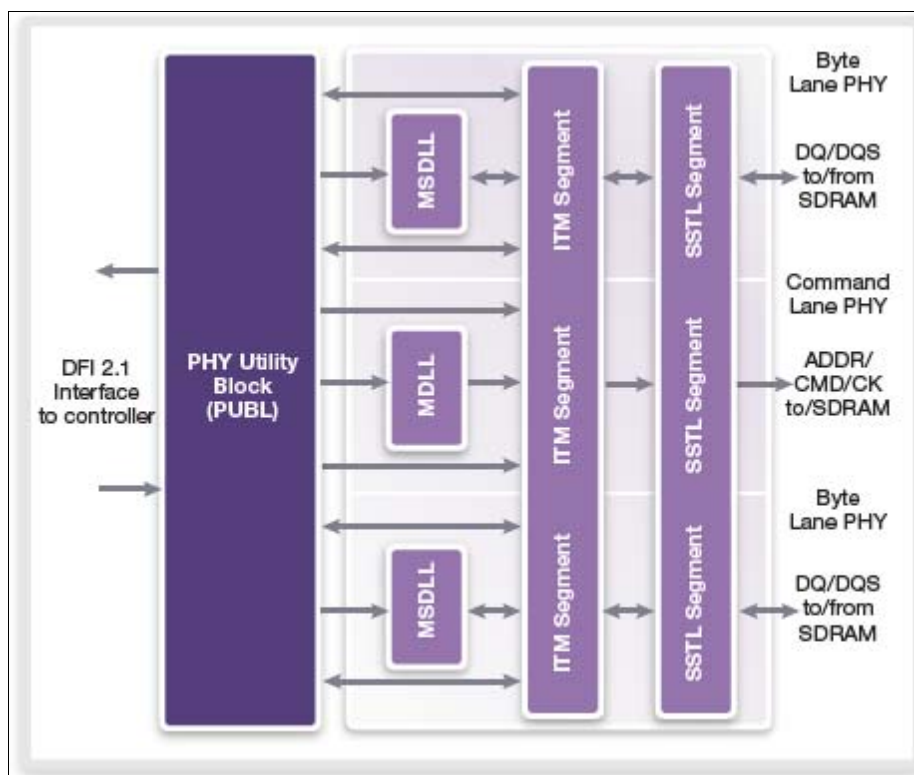 Byte
Lane PHY
MSDLL
ITM Segment
SSTL Segment
DQ/DQS
to/from
SDRAM
DFI 2.1
Interface
to controller
PHY Utility
Block
(PUBL)
Command
Lane PHY
MDLL
ITM Segment
SSTL Segment
ADDR/
CMD/CK
to/SDRAM
Byte
Lane PHY
MSDLL
ITM Segment
SSTL Segment
DQ/DQS
to/from
SDRAM